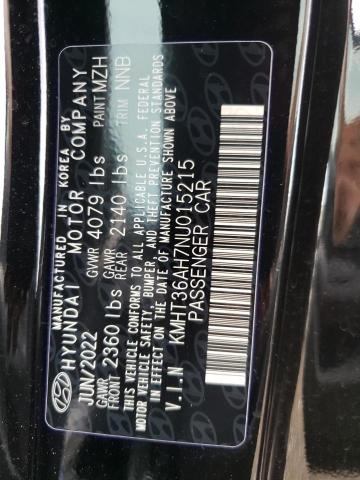 MANUFACTURED IN KOREA BY
HYUNDAI MOTOR COMPANY
JUN/2022 GVWR 4079 lbs PAINT MZH
GAWR FRONT 2360 lbs GAWR REAR 2140 lbs TRIM NNB
THIS VEHICLE CONFORMS TO ALL APPLICABLE U.S.A. FEDERAL
MOTOR VEHICLE SAFETY, BUMPER, AND THEFT PREVENTION STANDARDS
IN EFFECT ON THE DATE OF MANUFACTURE SHOWN ABOVE
V.I.N KMHT36AH7NU015215
PASSENGER CAR